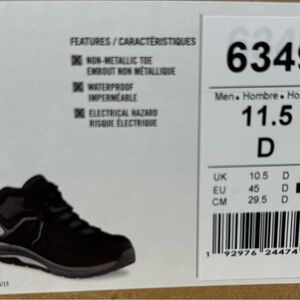 FEATURES / CARACTÉRISTIQUES
NON-METALLIC TOE
EMBOUT NON MÉTALLIQUE
WATERPROOF
IMPERMÉABLE
ELECTRICAL HAZARD
RISQUE ÉLECTRIQUE
6349
Men • Hombre • Ho
11.5
D
UK 10.5 D
EU 45 D
CM 29.5 D
1 92976 24474